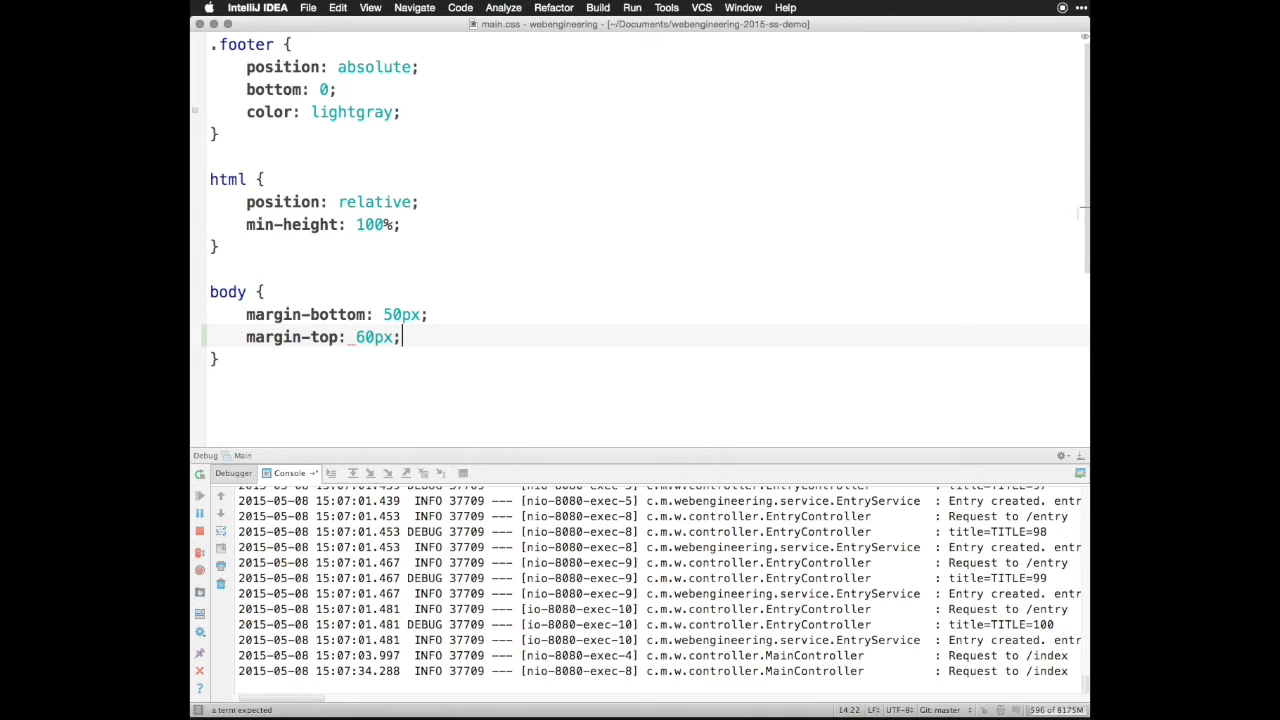 IntelliJ IDEA File Edit View Navigate Code Analyze Refactor Build Run Tools VCS Window Help
main.css - webengineering - [~/Documents/webengineering-2015-ss-demo]
.footer {
position: absolute;
bottom: 0;
color: lightgray;
}
html {
position: relative;
min-height: 100%;
}
body {
margin-bottom: 50px;
margin-top: 60px;
}
Debug Main
Debugger Console
2015-05-08 15:07:01.439 INFO 37709 --- [nio-8080-exec-5] c.m.webengineering.service.EntryService : Entry created. entr
2015-05-08 15:07:01.453 INFO 37709 --- [nio-8080-exec-8] c.m.w.controller.EntryController : Request to /entry
2015-05-08 15:07:01.453 DEBUG 37709 --- [nio-8080-exec-8] c.m.w.controller.EntryController : title=TITLE=98
2015-05-08 15:07:01.453 INFO 37709 --- [nio-8080-exec-8] c.m.webengineering.service.EntryService : Entry created. entr
2015-05-08 15:07:01.467 INFO 37709 --- [nio-8080-exec-9] c.m.w.controller.EntryController : Request to /entry
2015-05-08 15:07:01.467 DEBUG 37709 --- [nio-8080-exec-9] c.m.w.controller.EntryController : title=TITLE=99
2015-05-08 15:07:01.467 INFO 37709 --- [nio-8080-exec-9] c.m.webengineering.service.EntryService : Entry created. entr
2015-05-08 15:07:01.481 INFO 37709 --- [io-8080-exec-10] c.m.w.controller.EntryController : Request to /entry
2015-05-08 15:07:01.481 DEBUG 37709 --- [io-8080-exec-10] c.m.w.controller.EntryController : title=TITLE=100
2015-05-08 15:07:01.481 INFO 37709 --- [io-8080-exec-10] c.m.webengineering.service.EntryService : Entry created. entr
2015-05-08 15:07:03.997 INFO 37709 --- [nio-8080-exec-4] c.m.w.controller.MainController : Request to /index
2015-05-08 15:07:34.288 INFO 37709 --- [nio-8080-exec-8] c.m.w.controller.MainController : Request to /index
a term expected 14:22 LF UTF-8 Git: master 596 of 8175M